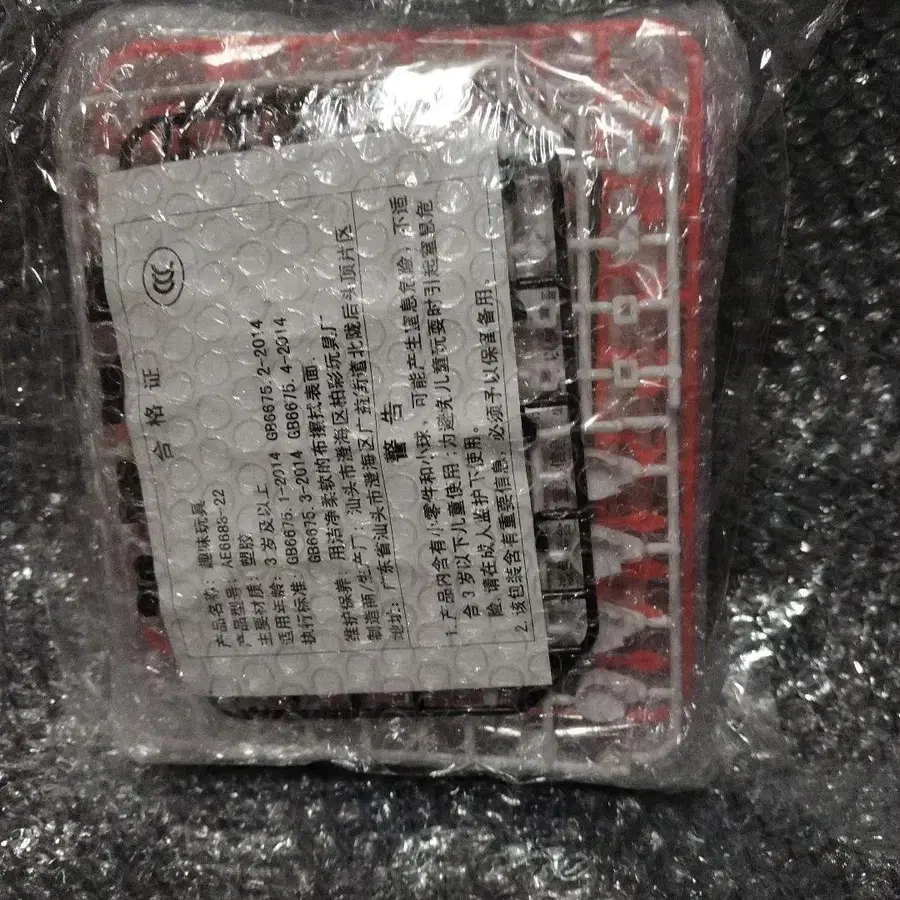 合格证
CCC
产品名称：趣味玩具
产品型号：AE6683-22
主要材质：塑胶
适用年龄：3岁及以上
执行标准：GB6675.1-2014 GB6675.2-2014
GB6675.3-2014 GB6675.4-2014
维护保养：用洁净柔软的布擦拭表面.
制造商/生产厂：汕头市澄海区柏彩玩具厂
地址：广东省汕头市澄海区广益街道北陇后头顶片区
警告
1.产品内含有小零件和小球，可能产生窒息危险，不适
合3岁以下儿童使用；为避免儿童玩耍时引起窒息危
险，请在成人监护下使用。
2.该包装含有重要信息，必须予以保留备用。